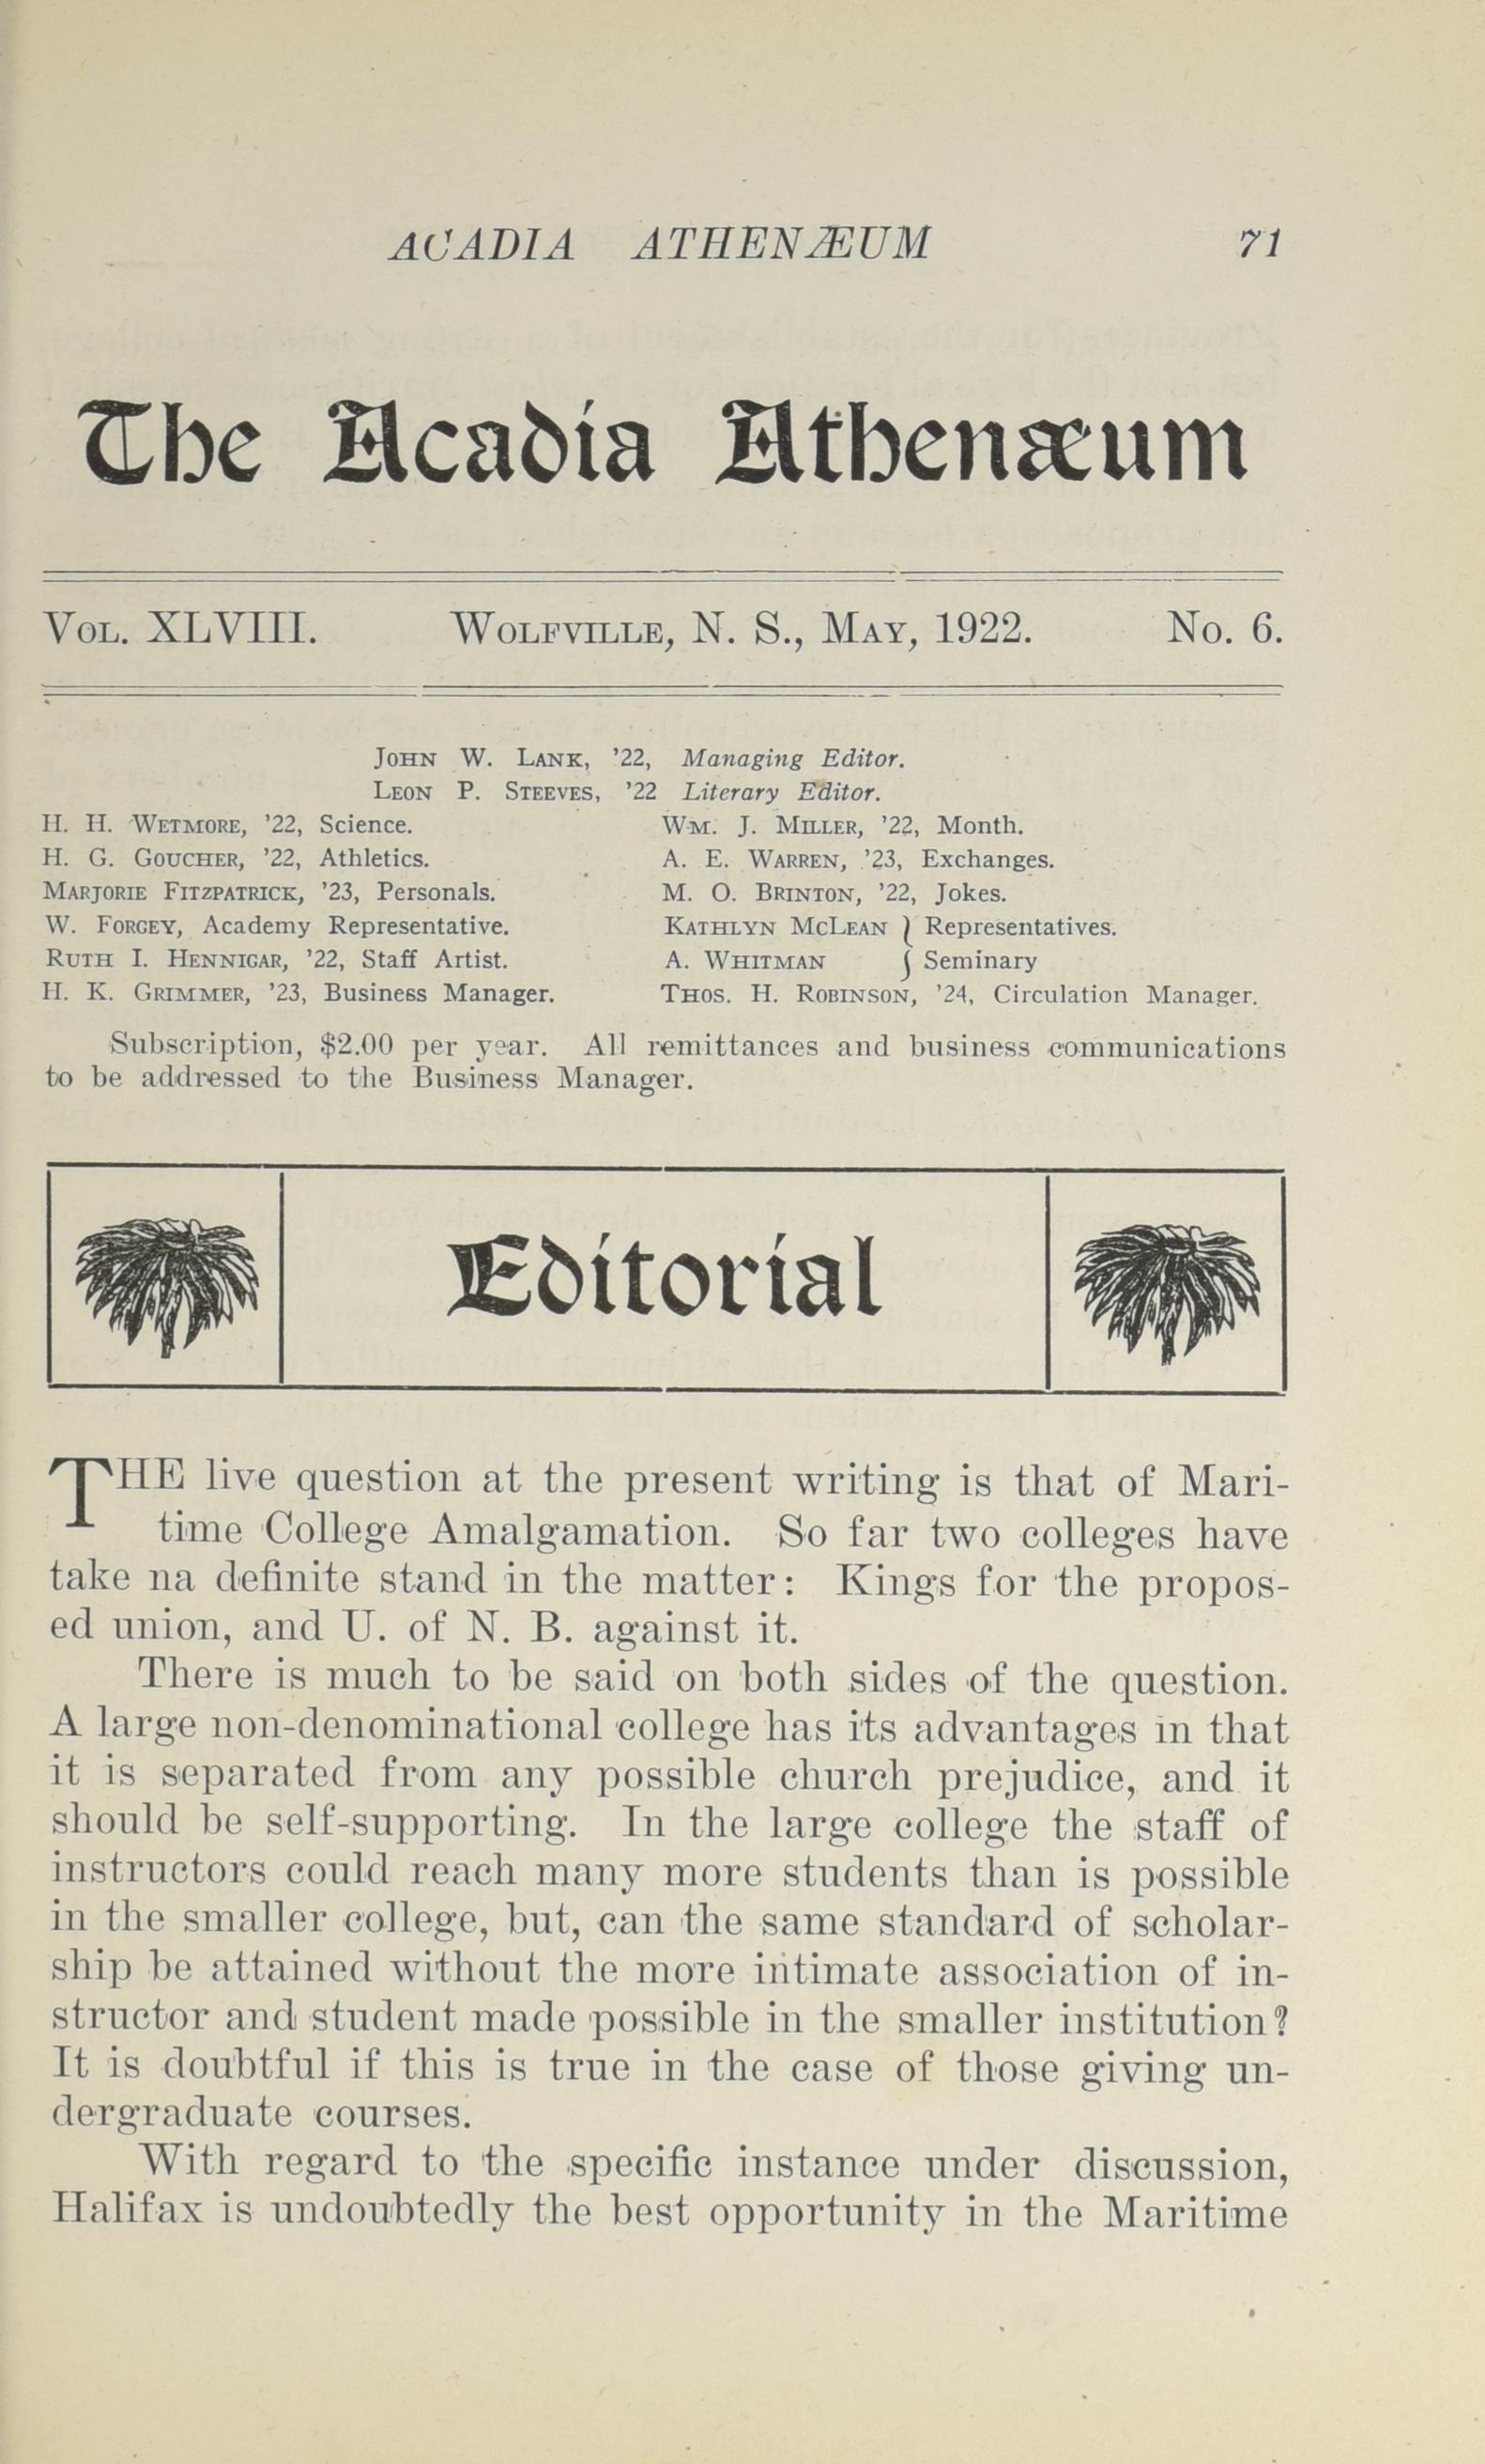 ACADIA ATHENÆUM 71
The Acadia Athenæum
VOL. XLVIII. WOLFVILLE, N. S., MAY, 1922. No. 6.
JOHN W. LANK, ’22, Managing Editor.
LEON P. STEEVES, ’22 Literary Editor.
H. H. WETMORE, ’22, Science. WM. J. MILLER, ’22, Month.
H. G. GOUCHER, ’22, Athletics. A. E. WARREN, ’23, Exchanges.
MARJORIE FITZPATRICK, ’23, Personals. M. O. BRINTON, ’22, Jokes.
W. FORGEY, Academy Representative. KATHLYN MCLEAN } Representatives.
RUTH I. HENNIGAR, ’22, Staff Artist. A. WHITMAN { Seminary
H. K. GRIMMER, ’23, Business Manager. THOS. H. ROBINSON, ’24, Circulation Manager.
Subscription, $2.00 per year. All remittances and business communications
to be addressed to the Business Manager.
Editorial
THE live question at the present writing is that of Mari-
time College Amalgamation. So far two colleges have
take na definite stand in the matter: Kings for the propos-
ed union, and U. of N. B. against it.
There is much to be said on both sides of the question.
A large non-denominational college has its advantages in that
it is separated from any possible church prejudice, and it
should be self-supporting. In the large college the staff of
instructors could reach many more students than is possible
in the smaller college, but, can the same standard of scholar-
ship be attained without the more intimate association of in-
structor and student made possible in the smaller institution?
It is doubtful if this is true in the case of those giving un-
dergraduate courses.
With regard to the specific instance under discussion,
Halifax is undoubtedly the best opportunity in the Maritime